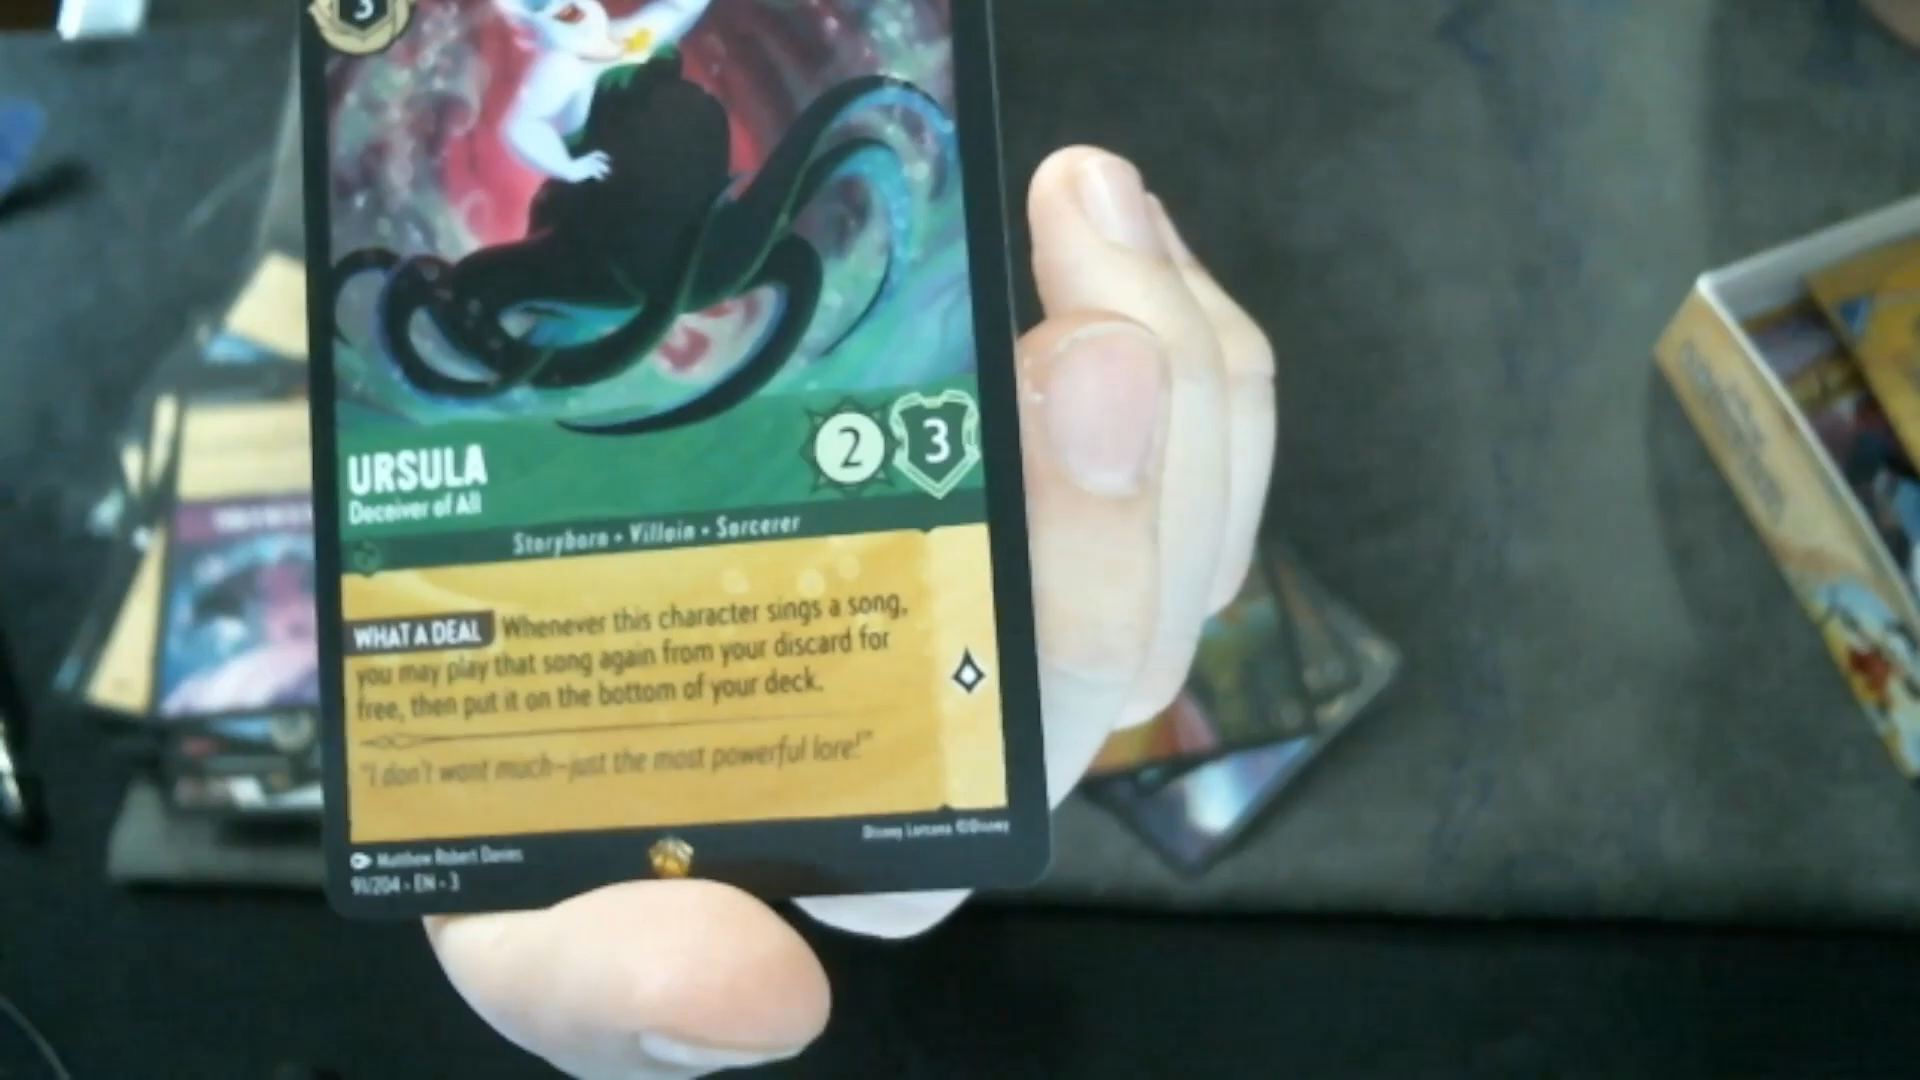 3
URSULA
2 3
Deceiver of All
Storyborn • Villain • Sorcerer
WHAT A DEAL Whenever this character sings a song,
you may play that song again from your discard for
free, then put it on the bottom of your deck.
"I don't want much—just the most powerful lore!"
Matthew Robert Davies
Disney Lorcana ©Disney
91/204 • EN • 3